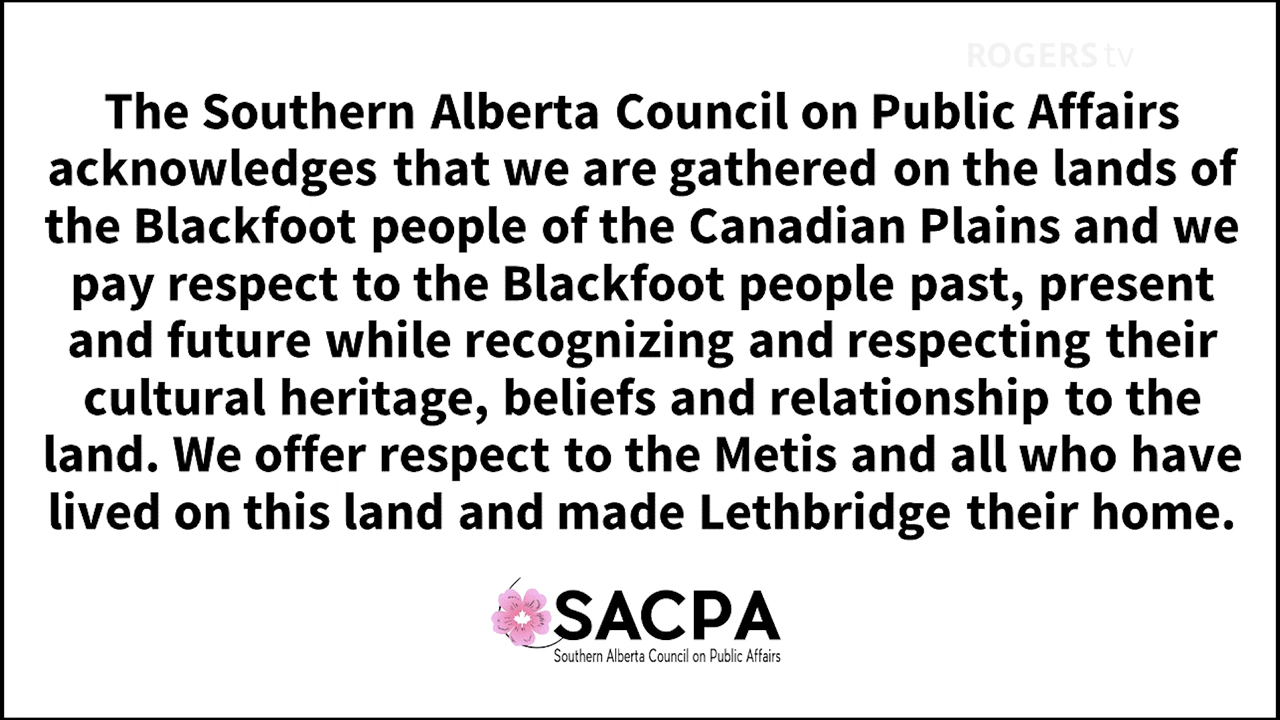 ROGERS tv
The Southern Alberta Council on Public Affairs
acknowledges that we are gathered on the lands of
the Blackfoot people of the Canadian Plains and we
pay respect to the Blackfoot people past, present
and future while recognizing and respecting their
cultural heritage, beliefs and relationship to the
land. We offer respect to the Metis and all who have
lived on this land and made Lethbridge their home.
SACPA
Southern Alberta Council on Public Affairs